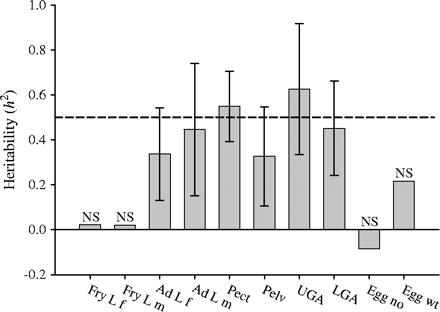 Heritability (h²)
1.0
0.8
0.6
0.4
0.2
0.0
-0.2
NS
NS
NS
NS
Fry L f
Fry L m
Ad L f
Ad L m
Pect
Pelv
UGA
LGA
Egg no
Egg wt